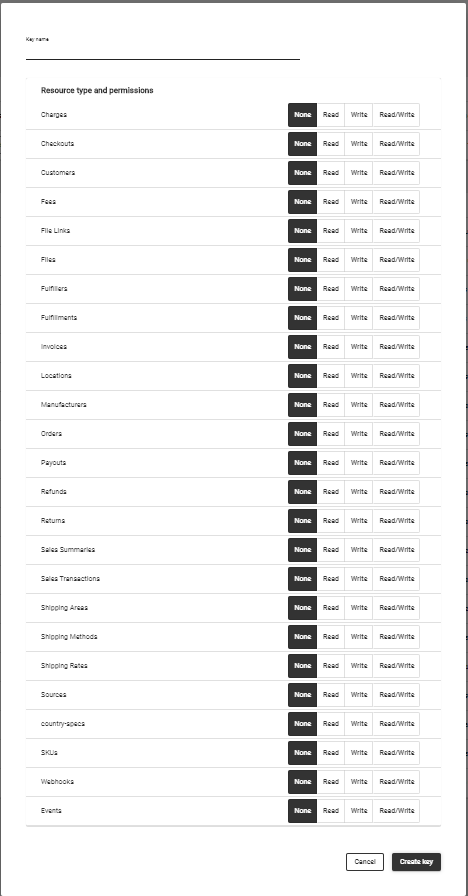 Key name
Resource type and permissions
Charges None Read Write Read/Write
Checkouts None Read Write Read/Write
Customers None Read Write Read/Write
Fees None Read Write Read/Write
File Links None Read Write Read/Write
Files None Read Write Read/Write
Fulfillers None Read Write Read/Write
Fulfillments None Read Write Read/Write
Invoices None Read Write Read/Write
Locations None Read Write Read/Write
Manufacturers None Read Write Read/Write
Orders None Read Write Read/Write
Payouts None Read Write Read/Write
Refunds None Read Write Read/Write
Returns None Read Write Read/Write
Sales Summaries None Read Write Read/Write
Sales Transactions None Read Write Read/Write
Shipping Areas None Read Write Read/Write
Shipping Methods None Read Write Read/Write
Shipping Rates None Read Write Read/Write
Sources None Read Write Read/Write
country-specs None Read Write Read/Write
SKUs None Read Write Read/Write
Webhooks None Read Write Read/Write
Events None Read Write Read/Write
Cancel Create key